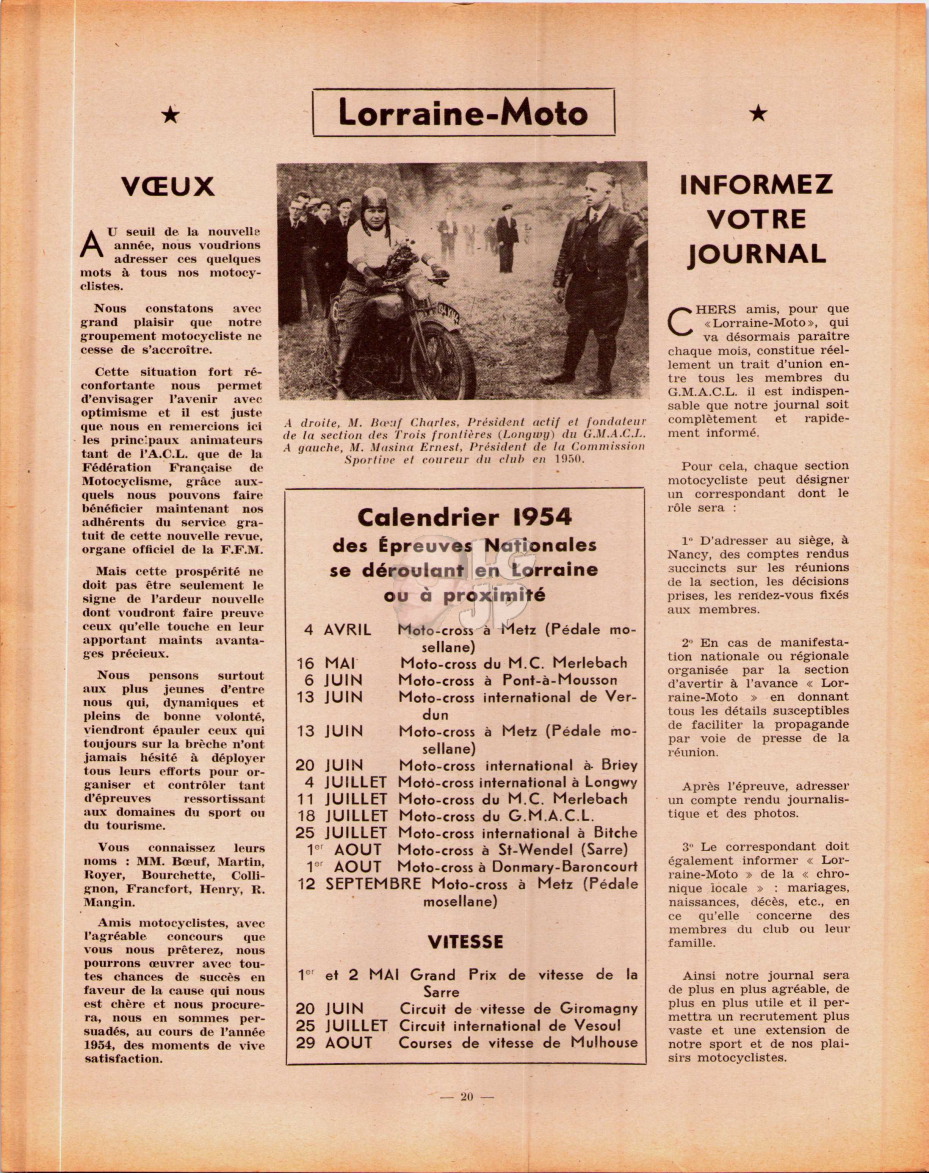 Lorraine-Moto
VŒUX
AU seuil de la nouvelle
année, nous voudrions
adresser ces quelques
mots à tous nos motocy-
clistes.
Nous constatons avec
grand plaisir que notre
groupement motocycliste ne
cesse de s'accroître.
Cette situation fort ré-
confortante nous permet
d'envisager l'avenir avec
optimisme et il est juste
que nous en remercions ici
les principaux animateurs
tant de l'A.C.L. que de la
Fédération Française de
Motocyclisme, grâce aux-
quels nous pouvons faire
bénéficier maintenant nos
adhérents du service gra-
tuit de cette nouvelle revue,
organe officiel de la F.F.M.
Mais cette prospérité ne
doit pas être seulement le
signe de l'ardeur nouvelle
dont voudront faire preuve
ceux qu'elle touche en leur
apportant maints avanta-
ges précieux.
Nous pensons surtout
aux plus jeunes d'entre
nous qui, dynamiques et
pleins de bonne volonté,
viendront épauler ceux qui
toujours sur la brèche n'ont
jamais hésité à déployer
tous leurs efforts pour or-
ganiser et contrôler tant
d'épreuves ressortissant
aux domaines du sport ou
du tourisme.
Vous connaissez leurs
noms : MM. Bœuf, Martin,
Royer, Bourchette, Colli-
gnon, Francfort, Henry, R.
Mangin.
Amis motocyclistes, avec
l'agréable concours que
vous nous prêterez, nous
pourrons œuvrer avec tou-
tes chances de succès en
faveur de la cause qui nous
est chère et nous procure-
ra, nous en sommes per-
suadés, au cours de l'année
1954, des moments de vive
satisfaction.
A droite, M. Bœuf Charles, Président actif et fondateur
de la section des Trois frontières (Longwy) du G.M.A.C.L.
A gauche, M. Masina Ernest, Président de la Commission
Sportive et coureur du club en 1950.
Calendrier 1954
des Épreuves Nationales
se déroulant en Lorraine
ou à proximité
4 AVRIL Moto-cross à Metz (Pédale mo-
sellane)
16 MAI Moto-cross du M.C. Merlebach
6 JUIN Moto-cross à Pont-à-Mousson
13 JUIN Moto-cross international de Ver-
dun
13 JUIN Moto-cross à Metz (Pédale mo-
sellane)
20 JUIN Moto-cross international à Briey
4 JUILLET Moto-cross international à Longwy
11 JUILLET Moto-cross du M.C. Merlebach
18 JUILLET Moto-cross du G.M.A.C.L.
25 JUILLET Moto-cross international à Bitche
1er AOUT Moto-cross à St-Wendel (Sarre)
1er AOUT Moto-cross à Donmary-Baroncourt
12 SEPTEMBRE Moto-cross à Metz (Pédale
mosellane)
VITESSE
1er et 2 MAI Grand Prix de vitesse de la
Sarre
20 JUIN Circuit de vitesse de Giromagny
25 JUILLET Circuit international de Vesoul
29 AOUT Courses de vitesse de Mulhouse
INFORMEZ
VOTRE
JOURNAL
CHERS amis, pour que
«Lorraine-Moto», qui
va désormais paraître
chaque mois, constitue réel-
lement un trait d'union en-
tre tous les membres du
G.M.A.C.L. il est indispen-
sable que notre journal soit
complètement et rapide-
ment informé.
Pour cela, chaque section
motocycliste peut désigner
un correspondant dont le
rôle sera :
1° D'adresser au siège, à
Nancy, des comptes rendus
succincts sur les réunions
de la section, les décisions
prises, les rendez-vous fixés
aux membres.
2° En cas de manifesta-
tion nationale ou régionale
organisée par la section
d'avertir à l'avance « Lor-
raine-Moto » en donnant
tous les détails susceptibles
de faciliter la propagande
par voie de presse de la
réunion.
Après l'épreuve, adresser
un compte rendu journalis-
tique et des photos.
3° Le correspondant doit
également informer « Lor-
raine-Moto » de la « chro-
nique locale » : mariages,
naissances, décès, etc., en
ce qu'elle concerne des
membres du club ou leur
famille.
Ainsi notre journal sera
de plus en plus agréable, de
plus en plus utile et il per-
mettra un recrutement plus
vaste et une extension de
notre sport et de nos plai-
sirs motocyclistes.
— 20 —